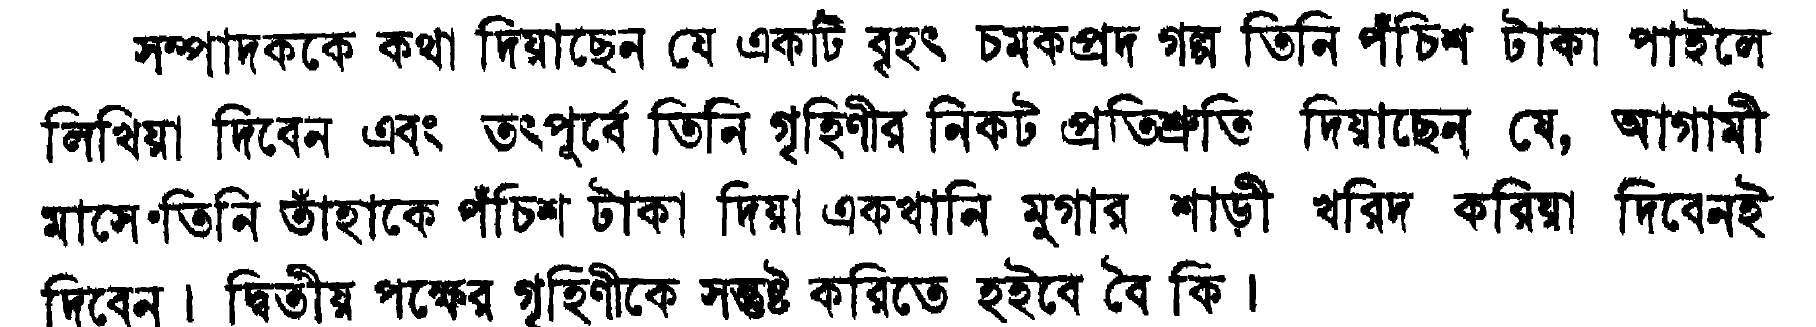 সম্পাদককে কথা দিয়াছেন যে একটি বৃহৎ চমকপ্রদ গল্প তিনি পঁচিশ টাকা পাইলে
লিখিয়া দিবেন এবং তৎপূর্বে তিনি গৃহিণীর নিকট প্রতিশ্রুতি দিয়াছেন যে, আগামী
মাসে তিনি তাঁহাকে পঁচিশ টাকা দিয়া একখানি মুগার শাড়ী খরিদ করিয়া দিবেনই
দিবেন। দ্বিতীয় পক্ষের গৃহিণীকে সন্তুষ্ট করিতে হইবে বৈ কি।